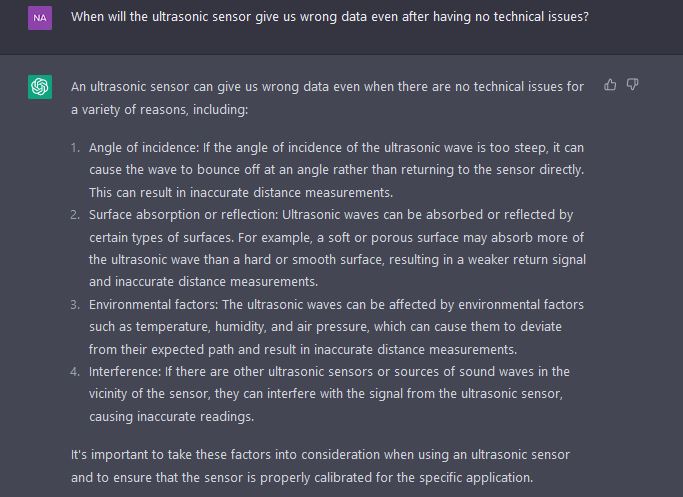 NA
When will the ultrasonic sensor give us wrong data even after having no technical issues?
An ultrasonic sensor can give us wrong data even when there are no technical issues for
a variety of reasons, including:
1. Angle of incidence: If the angle of incidence of the ultrasonic wave is too steep, it can
cause the wave to bounce off at an angle rather than returning to the sensor directly.
This can result in inaccurate distance measurements.
2. Surface absorption or reflection: Ultrasonic waves can be absorbed or reflected by
certain types of surfaces. For example, a soft or porous surface may absorb more of
the ultrasonic wave than a hard or smooth surface, resulting in a weaker return signal
and inaccurate distance measurements.
3. Environmental factors: The ultrasonic waves can be affected by environmental factors
such as temperature, humidity, and air pressure, which can cause them to deviate
from their expected path and result in inaccurate distance measurements.
4. Interference: If there are other ultrasonic sensors or sources of sound waves in the
vicinity of the sensor, they can interfere with the signal from the ultrasonic sensor,
causing inaccurate readings.
It's important to take these factors into consideration when using an ultrasonic sensor
and to ensure that the sensor is properly calibrated for the specific application.